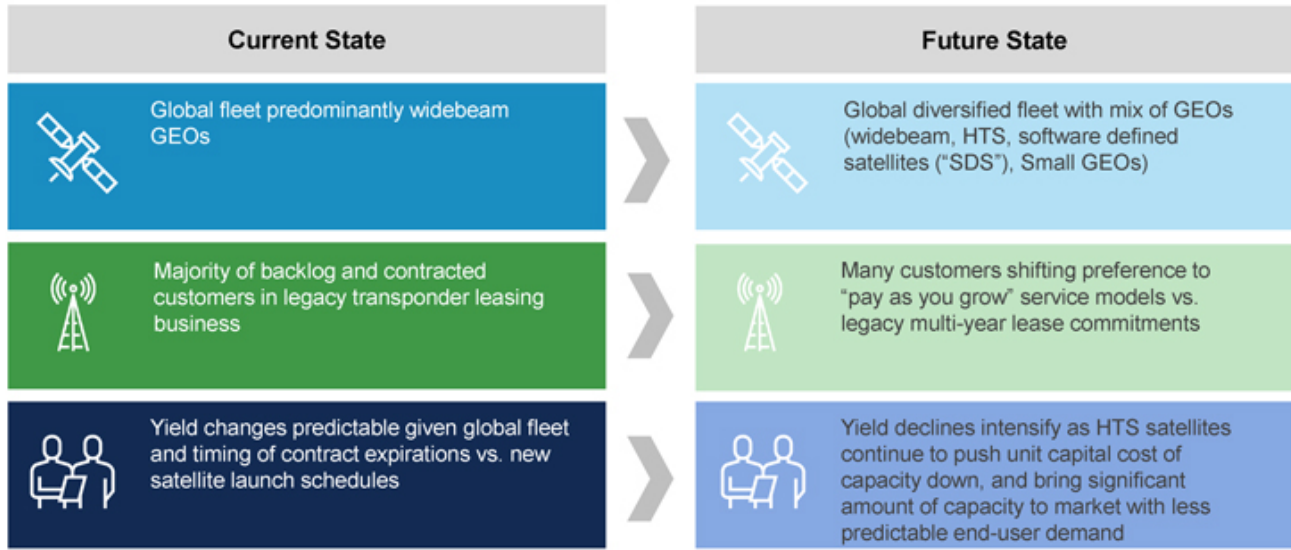 Current State
Future State
Global fleet predominantly widebeam
GEOs
Global diversified fleet with mix of GEOs
(widebeam, HTS, software defined
satellites (“SDS”), Small GEOs)
Majority of backlog and contracted
customers in legacy transponder leasing
business
Many customers shifting preference to
“pay as you grow” service models vs.
legacy multi-year lease commitments
Yield changes predictable given global fleet
and timing of contract expirations vs. new
satellite launch schedules
Yield declines intensify as HTS satellites
continue to push unit capital cost of
capacity down, and bring significant
amount of capacity to market with less
predictable end-user demand